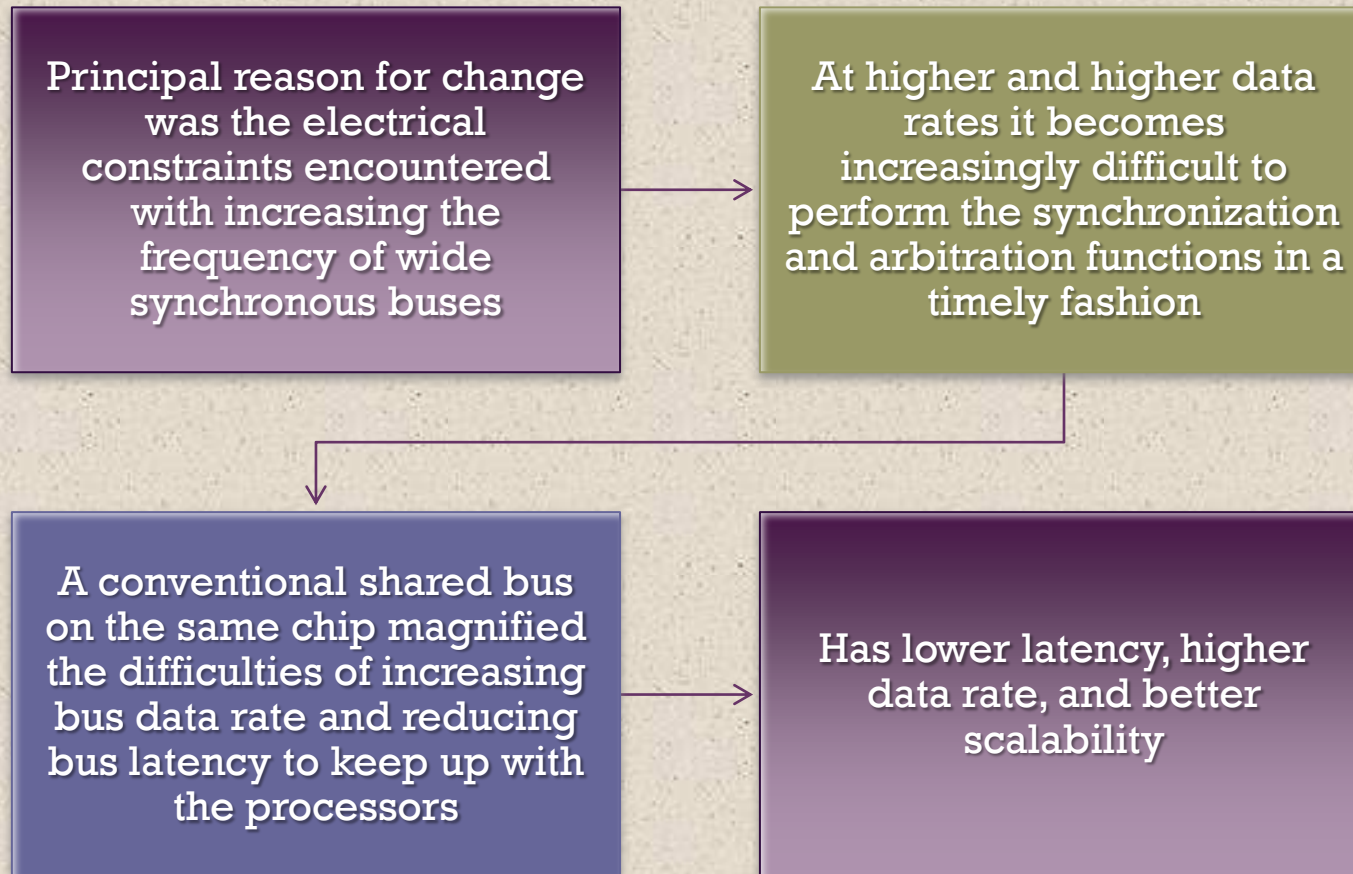 Principal reason for change
was the electrical
constraints encountered
with increasing the
frequency of wide
synchronous buses
At higher and higher data
rates it becomes
increasingly difficult to
perform the synchronization
and arbitration functions in a
timely fashion
A conventional shared bus
on the same chip magnified
the difficulties of increasing
bus data rate and reducing
bus latency to keep up with
the processors
Has lower latency, higher
data rate, and better
scalability